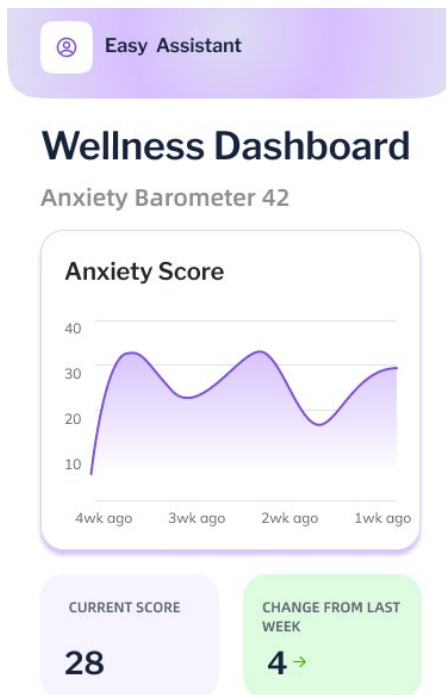 Easy Assistant
Wellness Dashboard
Anxiety Barometer 42
Anxiety Score
40
30
20
10
4wk ago 3wk ago 2wk ago 1wk ago
CURRENT SCORE
28
CHANGE FROM LAST
WEEK
4 →